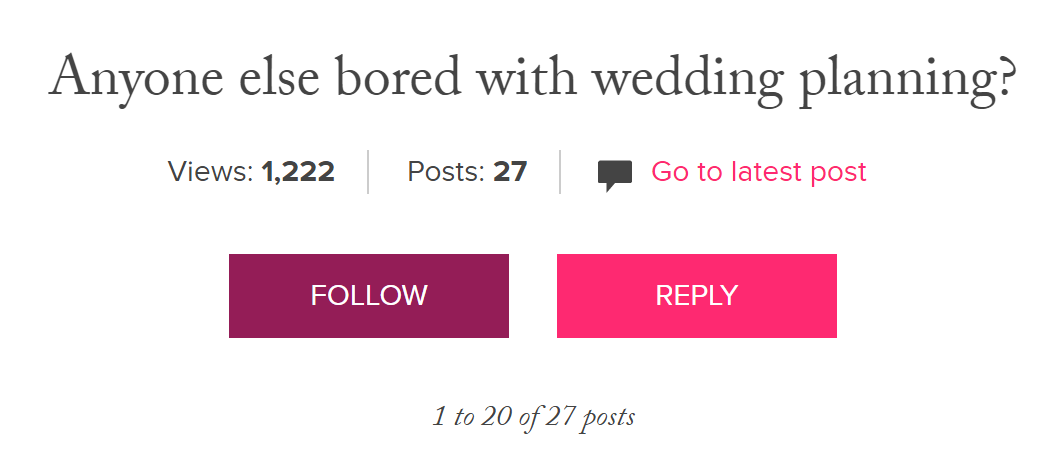 Anyone else bored with wedding planning?
Views: 1,222 Posts: 27 Go to latest post
FOLLOW REPLY
1 to 20 of 27 posts